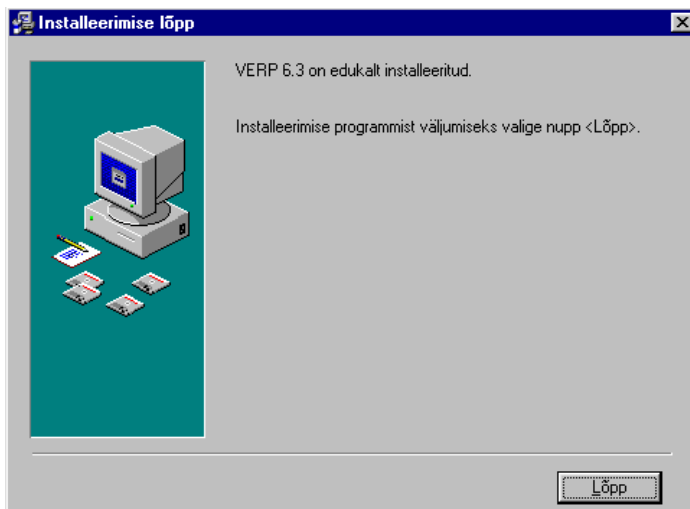 Installeerimise lõpp
VERP 6.3 on edukalt installeeritud.
Installeerimise programmist väljumiseks valige nupp <Lõpp>.
Lõpp